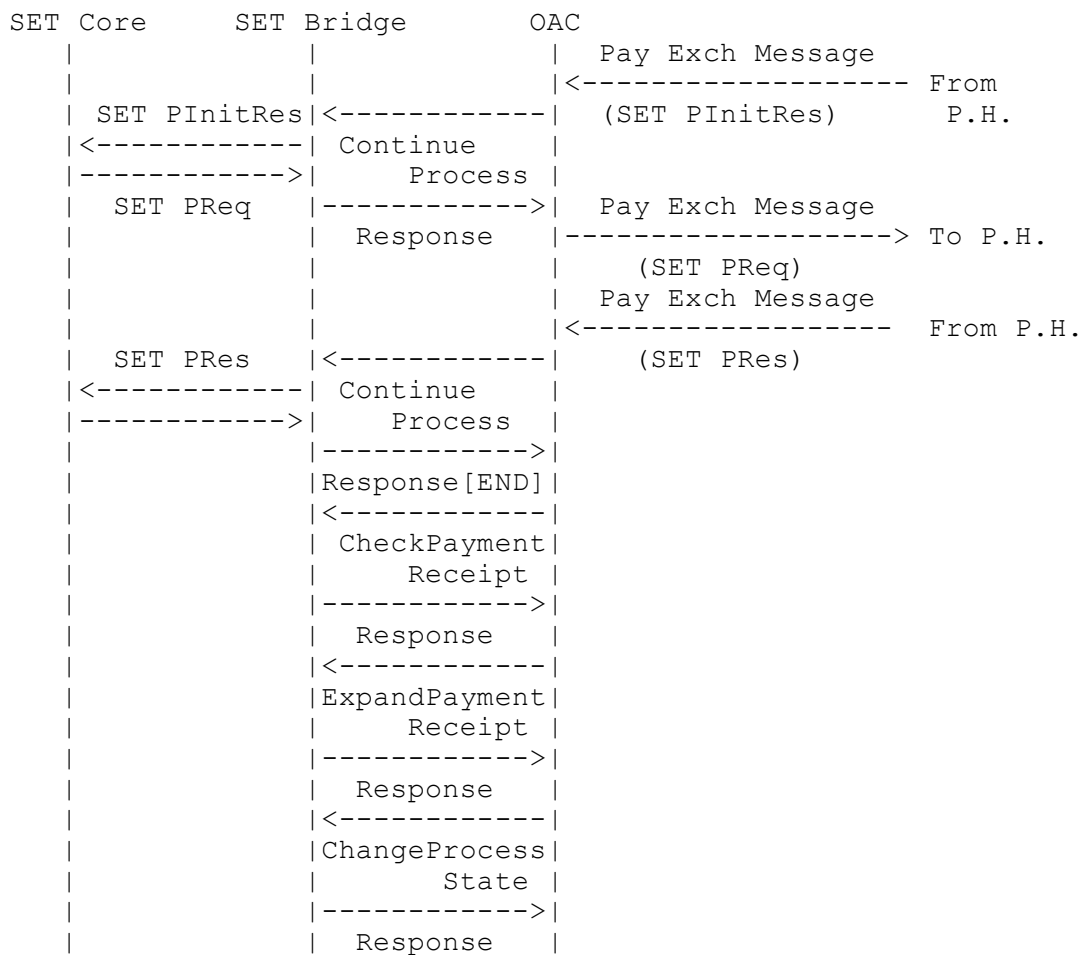 SET Core SET Bridge OAC
Pay Exch Message
From
SET PInitRes (SET PInitRes) P.H.
Continue
Process
SET PReq Pay Exch Message
Response To P.H.
(SET PReq)
Pay Exch Message
From P.H.
SET PRes (SET PRes)
Continue
Process
Response[END]
CheckPayment
Receipt
Response
ExpandPayment
Receipt
Response
ChangeProcess
State
Response